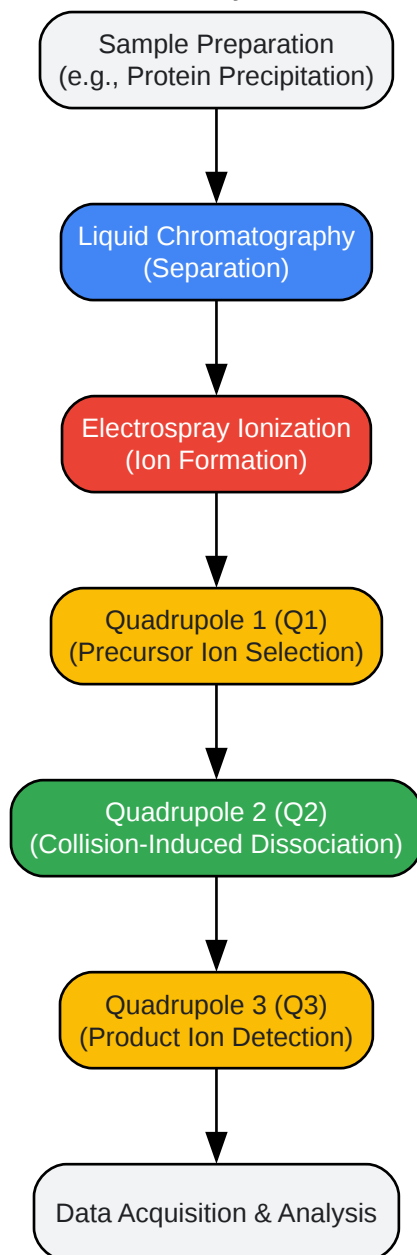 Sample Preparation
(e.g., Protein Precipitation)
Liquid Chromatography
(Separation)
Electrospray Ionization
(Ion Formation)
Quadrupole 1 (Q1)
(Precursor Ion Selection)
Quadrupole 2 (Q2)
(Collision-Induced Dissociation)
Quadrupole 3 (Q3)
(Product Ion Detection)
Data Acquisition & Analysis